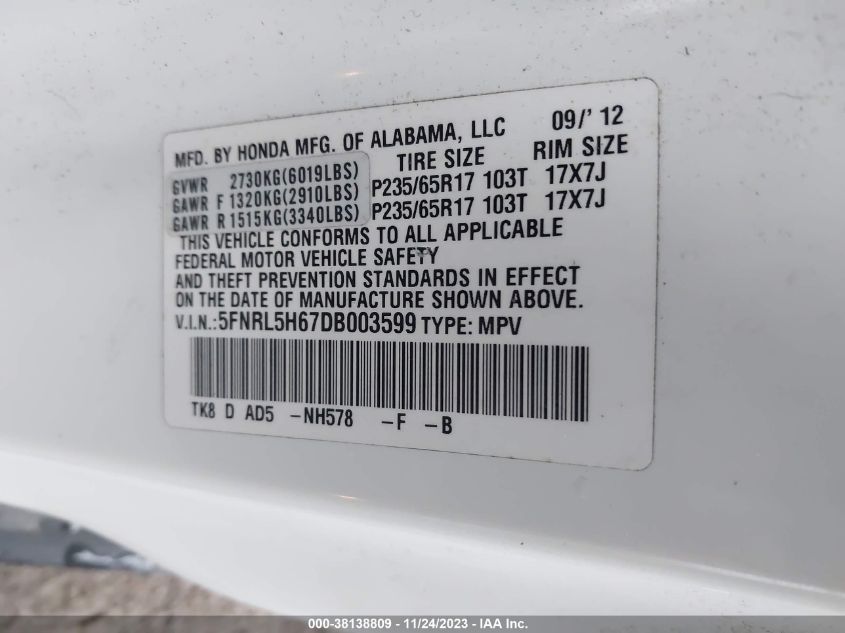 MFD. BY HONDA MFG. OF ALABAMA, LLC 09/' 12
TIRE SIZE RIM SIZE
GVWR 2730KG(6019LBS)
GAWR F 1320KG(2910LBS) P235/65R17 103T 17X7J
GAWR R 1515KG(3340LBS) P235/65R17 103T 17X7J
THIS VEHICLE CONFORMS TO ALL APPLICABLE
FEDERAL MOTOR VEHICLE SAFETY
AND THEFT PREVENTION STANDARDS IN EFFECT
ON THE DATE OF MANUFACTURE SHOWN ABOVE.
V.I.N.:5FNRL5H67DB003599 TYPE: MPV
TK8 D AD5 -NH578 -F -B
000-38138809 - 11/24/2023 - IAA Inc.